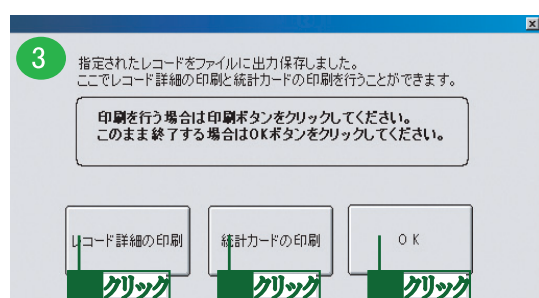 3
指定されたレコードをファイルに出力保存しました。
ここでレコード詳細の印刷と統計カードの印刷を行うことができます。
印刷を行う場合は印刷ボタンをクリックしてください。
このまま終了する場合はOKボタンをクリックしてください。
レコード詳細の印刷
統計カードの印刷
OK
クリック
クリック
クリック